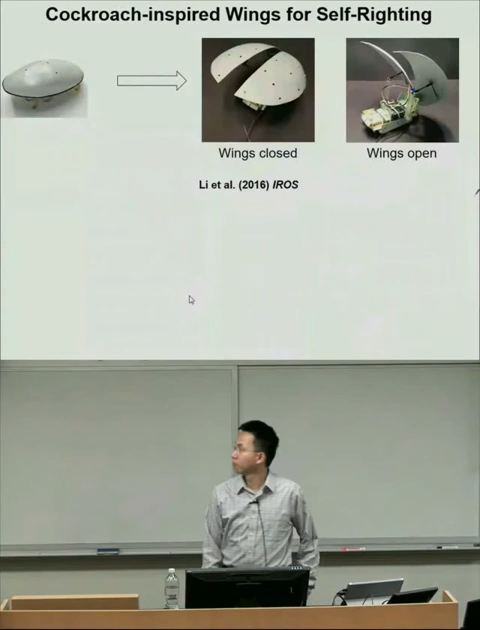 Cockroach-inspired Wings for Self-Righting
Wings closed
Wings open
Li et al. (2016) IROS